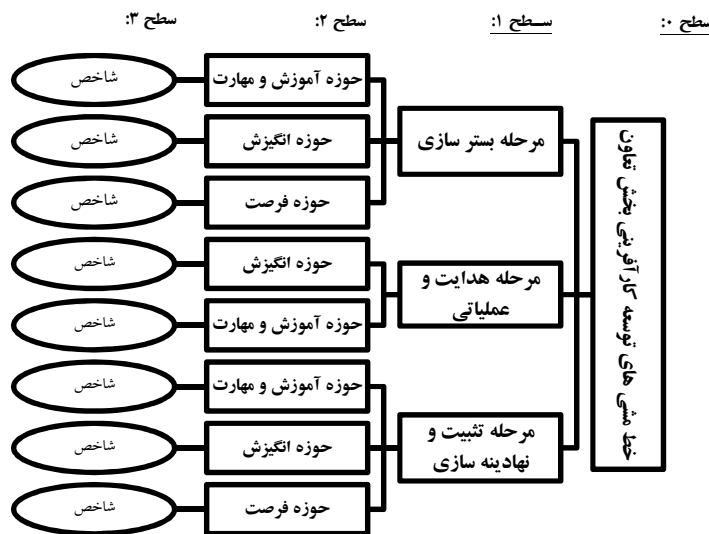 سطح ۰:
سـطح ۱:
سطح ۲:
سطح ۳:
خط مشی های توسعه کارآفرینی بخش تعاون
مرحله بستر سازی
حوزه آموزش و مهارت
شاخص
حوزه انگیزش
شاخص
حوزه فرصت
شاخص
مرحله هدایت و
عملیاتی
حوزه انگیزش
شاخص
حوزه آموزش و مهارت
شاخص
مرحله تثبیت و
نهادینه سازی
حوزه آموزش و مهارت
شاخص
حوزه انگیزش
شاخص
حوزه فرصت
شاخص